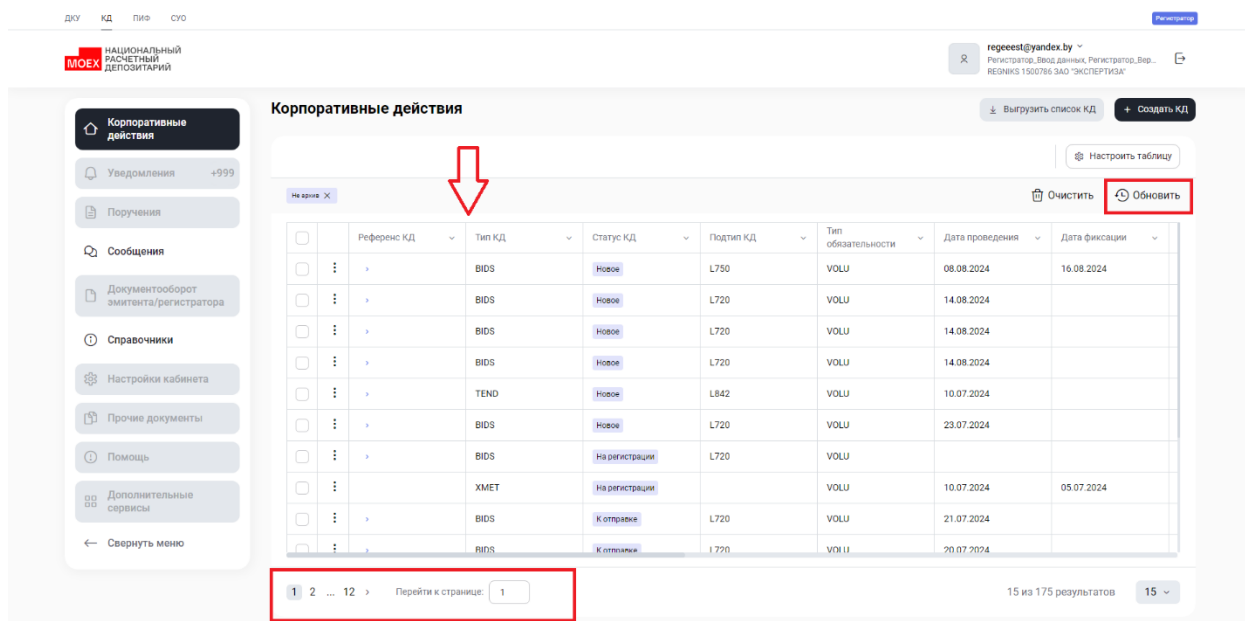 ДКУ КД ПИФ СУО
Регистратор
MOEX НАЦИОНАЛЬНЫЙ
РАСЧЕТНЫЙ
ДЕПОЗИТАРИЙ
regeeest@yandex.by
Регистратор_Ввод данных, Регистратор_Вер...
REGNIKS 1500786 ЗАО "ЭКСПЕРТИЗА"
Корпоративные
действия
Уведомления +999
Поручения
Сообщения
Документооборот
эмитента/регистратора
Справочники
Настройки кабинета
Прочие документы
Помощь
Дополнительные
сервисы
Свернуть меню
Корпоративные действия
Выгрузить список КД
+ Создать КД
Настроить таблицу
Не архив
Очистить
Обновить
Референс КД Тип КД Статус КД Подтип КД Тип обязательности Дата проведения Дата фиксации
BIDS Новое L750 VOLU 08.08.2024 16.08.2024
BIDS Новое L720 VOLU 14.08.2024
BIDS Новое L720 VOLU 14.08.2024
BIDS Новое L720 VOLU 14.08.2024
TEND Новое L842 VOLU 10.07.2024
BIDS Новое L720 VOLU 23.07.2024
BIDS На регистрации L720 VOLU
XMET На регистрации VOLU 10.07.2024 05.07.2024
BIDS К отправке L720 VOLU 21.07.2024
BIDS К отправке L720 VOLU 20.07.2024
1 2 ... 12 Перейти к странице: 1
15 из 175 результатов 15